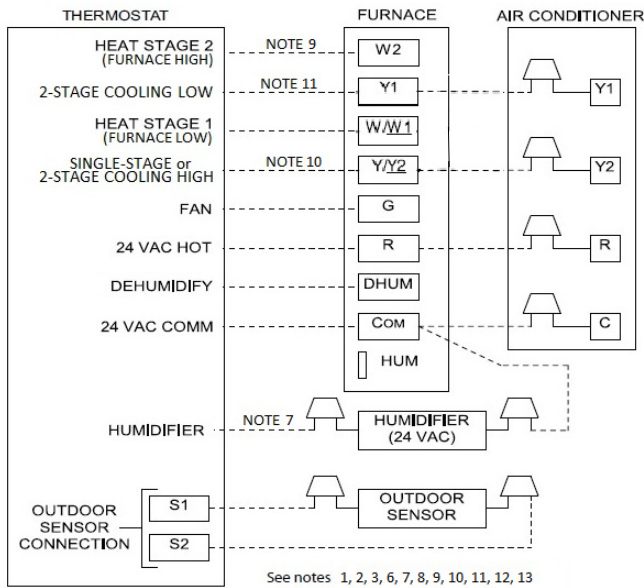 THERMOSTAT
FURNACE
AIR CONDITIONER
HEAT STAGE 2
(FURNACE HIGH)
NOTE 9
W2
2-STAGE COOLING LOW
NOTE 11
Y1
Y1
HEAT STAGE 1
(FURNACE LOW)
W/W1
SINGLE-STAGE or
2-STAGE COOLING HIGH
NOTE 10
Y/Y2
Y2
FAN
G
24 VAC HOT
R
R
DEHUMIDIFY
DHUM
24 VAC COMM
COM
C
HUM
HUMIDIFIER
NOTE 7
HUMIDIFIER
(24 VAC)
OUTDOOR
SENSOR
CONNECTION
S1
S2
OUTDOOR
SENSOR
See notes 1, 2, 3, 6, 7, 8, 9, 10, 11, 12, 13